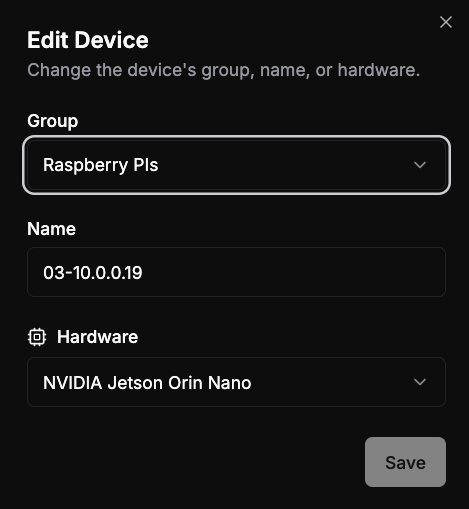 Edit Device
Change the device's group, name, or hardware.
Group
Raspberry PIs
Name
03-10.0.0.19
Hardware
NVIDIA Jetson Orin Nano
Save